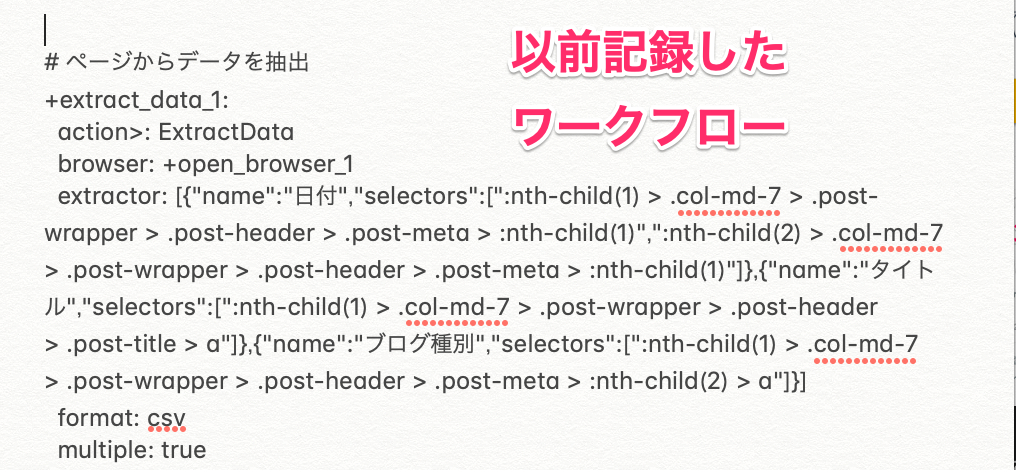 以前記録した
ワークフロー
# ページからデータを抽出
+extract_data_1:
action>: ExtractData
browser: +open_browser_1
extractor: [{"name":"日付","selectors":[":nth-child(1) > .col-md-7 > .post-
wrapper > .post-header > .post-meta > :nth-child(1)",":nth-child(2) > .col-md-7
> .post-wrapper > .post-header > .post-meta > :nth-child(1)"]},{"name":"タイト
ル","selectors":[":nth-child(1) > .col-md-7 > .post-wrapper > .post-header
> .post-title > a"]},{"name":"ブログ種別","selectors":[":nth-child(1) > .col-md-7
> .post-wrapper > .post-header > .post-meta > :nth-child(2) > a"]}]
format: csv
multiple: true